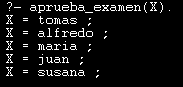 ?- aprueba_examen(X).
X = tomas ;
X = alfredo ;
X = maria ;
X = juan ;
X = susana ;